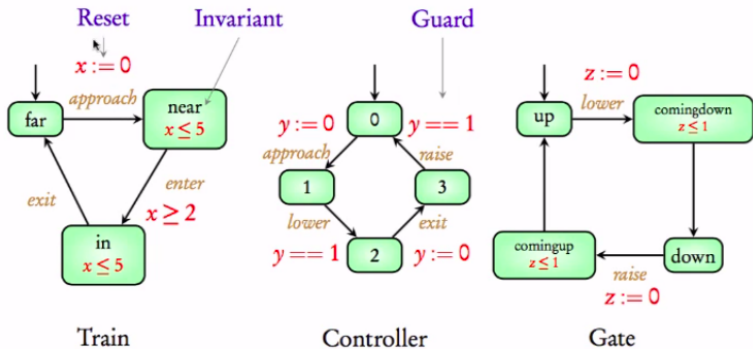 Reset
Invariant
Guard
x := 0
approach
far
near
x ≤ 5
exit
enter
x ≥ 2
in
x ≤ 5
Train
y := 0
0
y == 1
approach
raise
1
3
lower
exit
y == 1
2
y := 0
Controller
z := 0
up
lower
comingdown
z ≤ 1
comingup
z ≤ 1
down
raise
z := 0
Gate